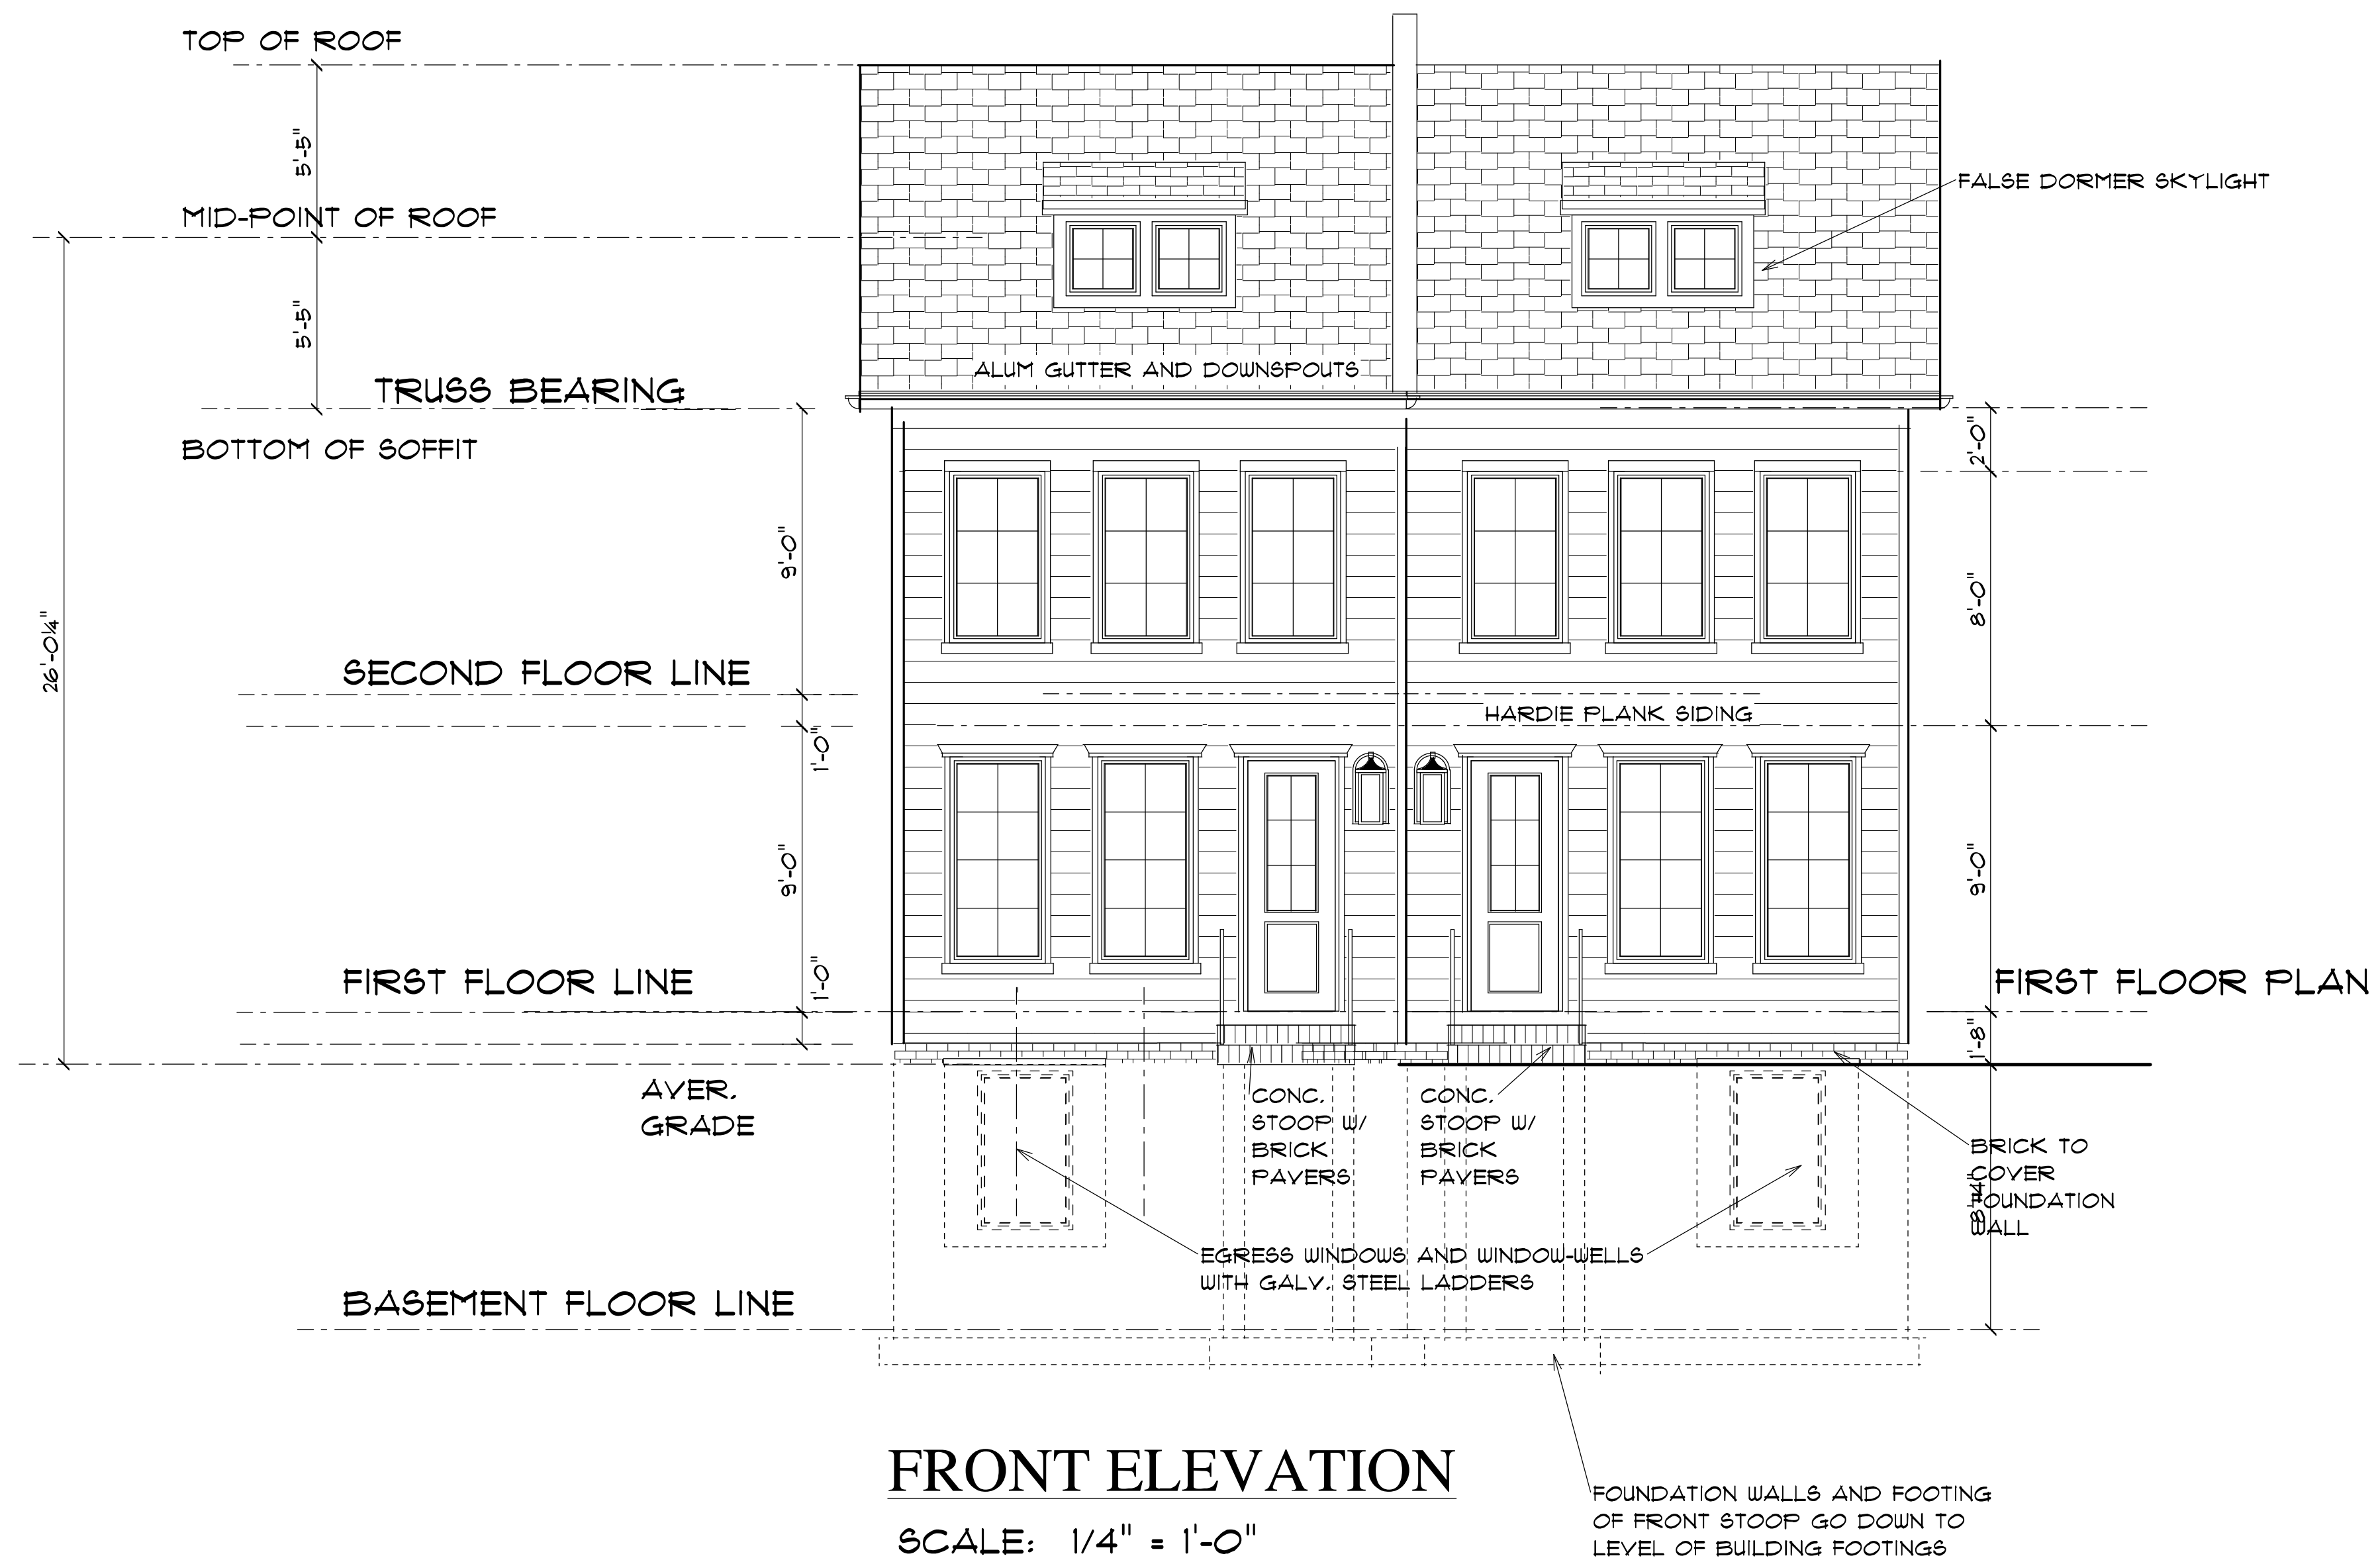 TOP OF ROOF
5'-5"
FALSE DORMER SKYLIGHT
MID-POINT OF ROOF
5'-5"
ALUM GUTTER AND DOWNSPOUTS
TRUSS BEARING
BOTTOM OF SOFFIT
2'-0"
9'-0"
8'-0"
26'-0¼"
SECOND FLOOR LINE
HARDIE PLANK SIDING
1'-0"
9'-0"
9'-0"
FIRST FLOOR LINE
1'-0"
FIRST FLOOR PLAN
1'-8"
AVER.
GRADE
CONC.
STOOP W/
BRICK
PAVERS
CONC.
STOOP W/
BRICK
PAVERS
BRICK TO
COVER
FOUNDATION
WALL
8'-4"
EGRESS WINDOWS AND WINDOW-WELLS
WITH GALV. STEEL LADDERS
BASEMENT FLOOR LINE
FRONT ELEVATION
SCALE: 1/4" = 1'-0"
FOUNDATION WALLS AND FOOTING
OF FRONT STOOP GO DOWN TO
LEVEL OF BUILDING FOOTINGS